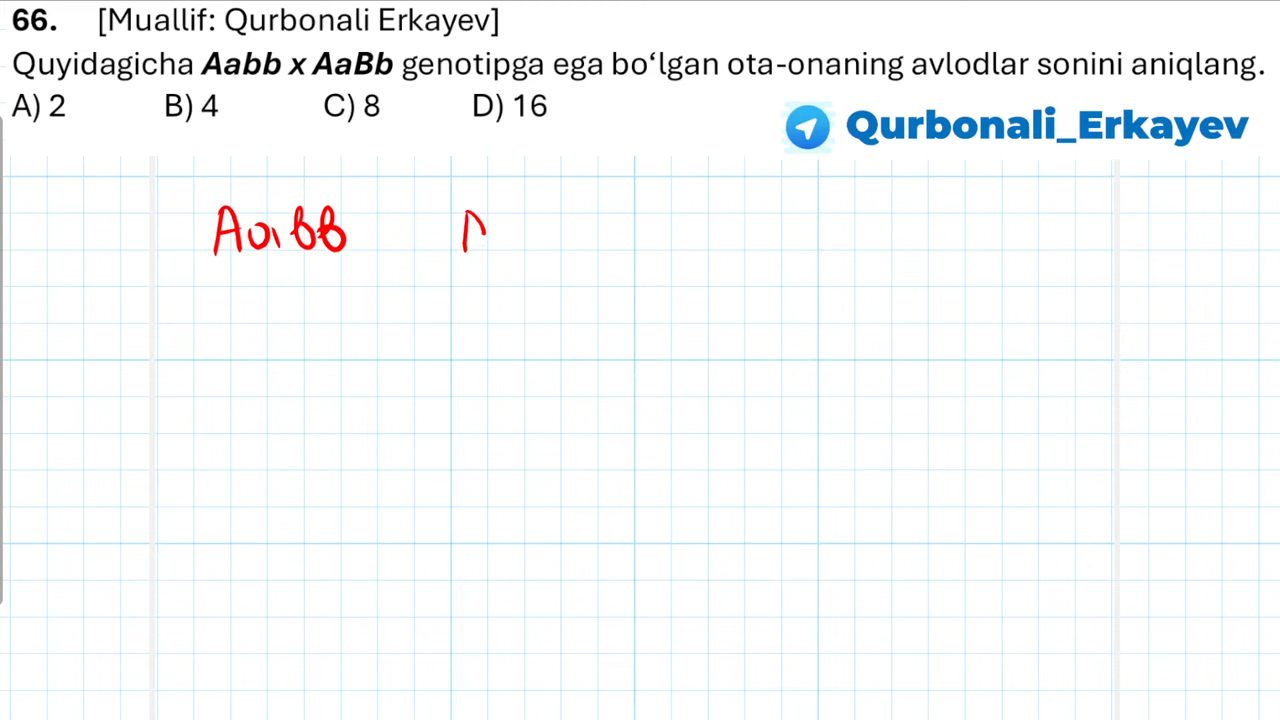 66. [Muallif: Qurbonali Erkayev]
Quyidagicha Aabb x AaBb genotipga ega bo‘lgan ota-onaning avlodlar sonini aniqlang.
A) 2 B) 4 C) 8 D) 16
Qurbonali_Erkayev
Aabb